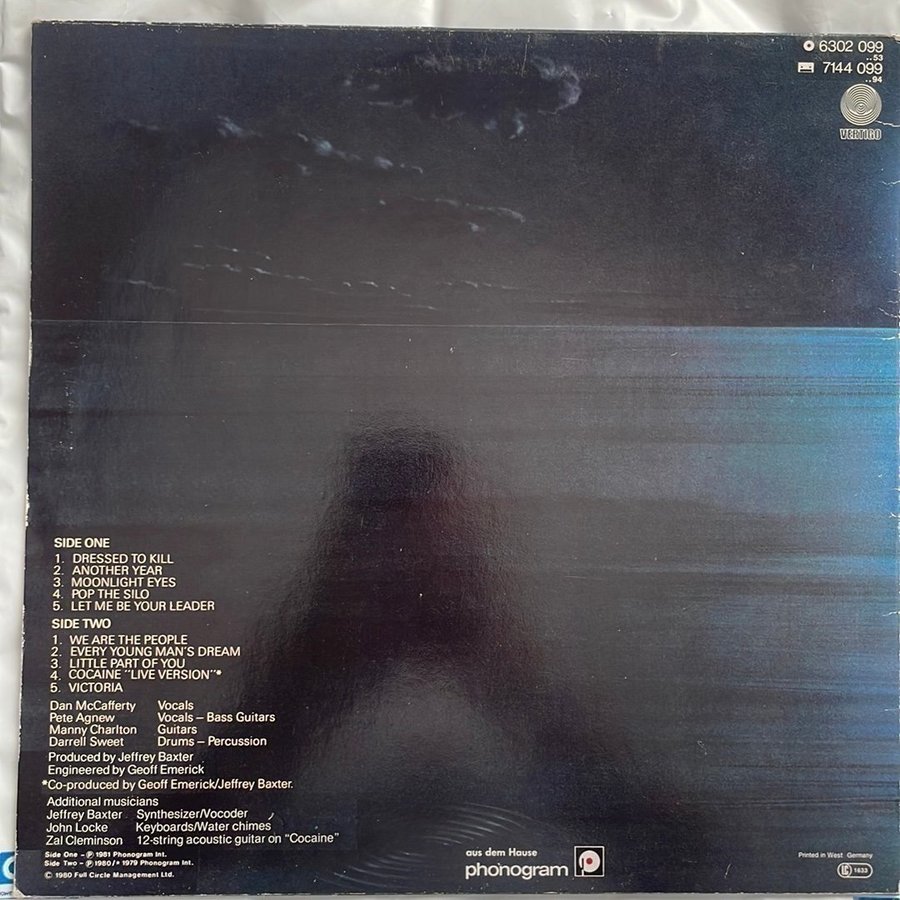 6302 099
..53
7144 099
..94
VERTIGO
SIDE ONE
1. DRESSED TO KILL
2. ANOTHER YEAR
3. MOONLIGHT EYES
4. POP THE SILO
5. LET ME BE YOUR LEADER
SIDE TWO
1. WE ARE THE PEOPLE
2. EVERY YOUNG MAN'S DREAM
3. LITTLE PART OF YOU
4. COCAINE "LIVE VERSION"*
5. VICTORIA
Dan McCafferty Vocals
Pete Agnew Vocals – Bass Guitars
Manny Charlton Guitars
Darrell Sweet Drums – Percussion
Produced by Jeffrey Baxter
Engineered by Geoff Emerick
*Co-produced by Geoff Emerick/Jeffrey Baxter.
Additional musicians
Jeffrey Baxter Synthesizer/Vocoder
John Locke Keyboards/Water chimes
Zal Cleminson 12-string acoustic guitar on "Cocaine"
Side One – ℗ 1981 Phonogram Int.
Side Two – ℗ 1980/* 1979 Phonogram Int.
© 1980 Full Circle Management Ltd.
aus dem Hause
phonogram
Printed in West Germany
LC 1633